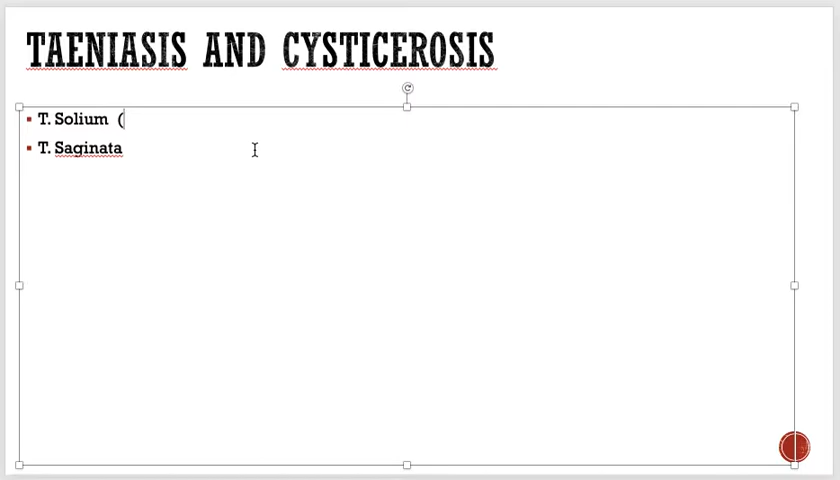 TAENIASIS AND CYSTICEROSIS
T. Solium (
T. Saginata